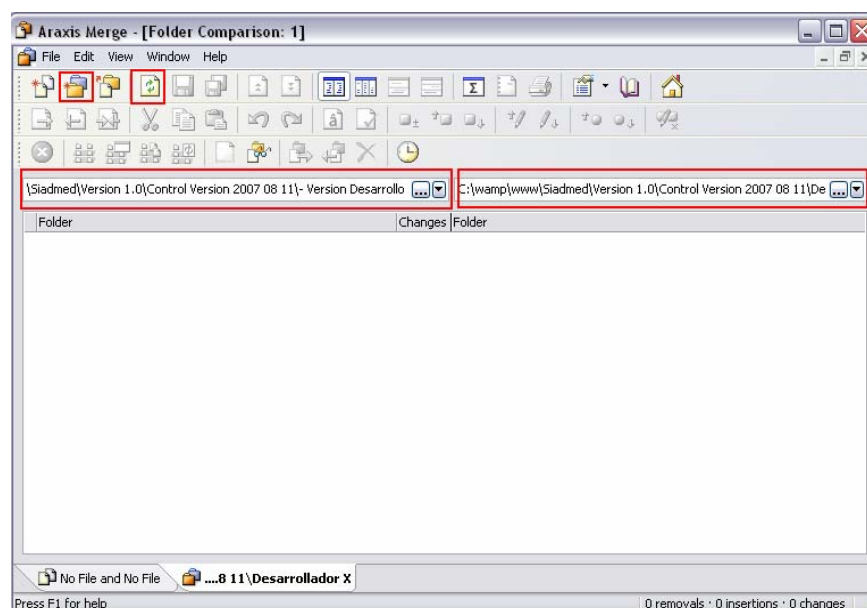 Araxis Merge - [Folder Comparison: 1]
File Edit View Window Help
\Siadmed\Version 1.0\Control Version 2007 08 11\- Version Desarrollo ... C:\wamp\www\Siadmed\Version 1.0\Control Version 2007 08 11\De ...
Folder Changes Folder
No File and No File ....8 11\Desarrollador X
Press F1 for help 0 removals · 0 insertions · 0 changes